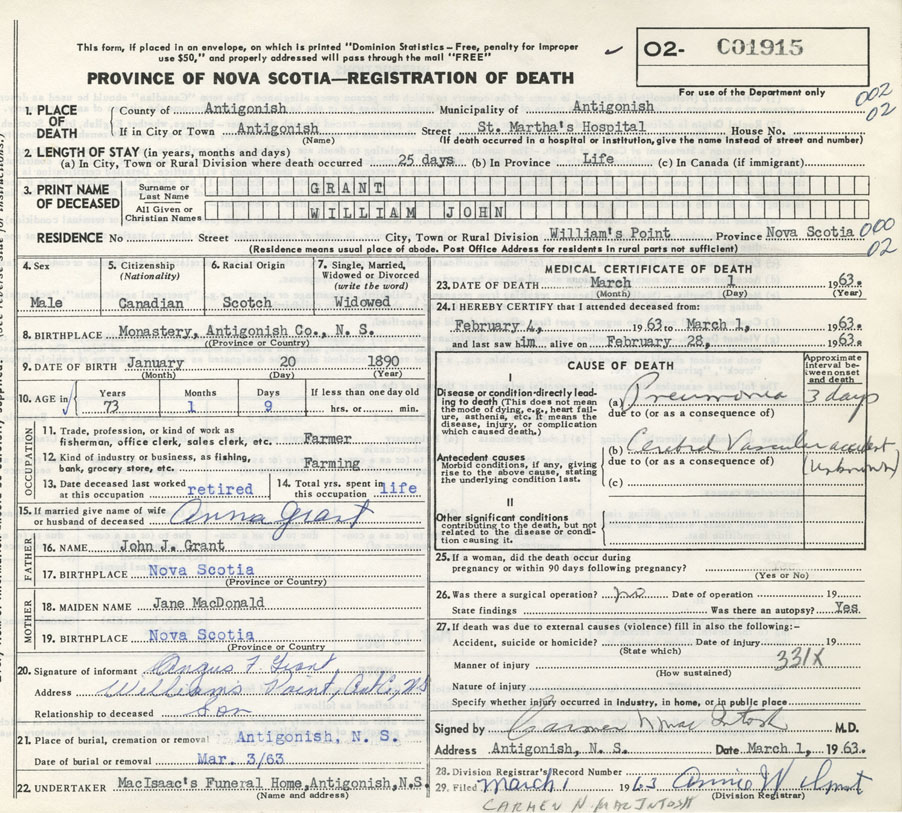 This form, if placed in an envelope, on which is printed "Dominion Statistics—Free, penalty for improper
use $50," and properly addressed will pass through the mail "FREE"
O2- C01915
PROVINCE OF NOVA SCOTIA—REGISTRATION OF DEATH
For use of the Department only
002
02
1. PLACE OF DEATH County of Antigonish Municipality of Antigonish
If in City or Town Antigonish Street St. Martha's Hospital House No.
(Name) (If death occurred in a hospital or institution, give name instead of street and number)
2. LENGTH OF STAY (in years, months and days)
(a) In City, Town or Rural Division where death occurred 25 days (b) In Province Life (c) In Canada (if immigrant)
3. PRINT NAME OF DECEASED Surname or Last Name GRANT
All Given or Christian Names WILLIAM JOHN
RESIDENCE No Street City, Town or Rural Division William's Point Province Nova Scotia
000
02
(Residence means usual place of abode. Post Office Address for residents in rural parts not sufficient)
4. Sex Male
5. Citizenship (Nationality) Canadian
6. Racial Origin Scotch
7. Single, Married, Widowed or Divorced (write the word) Widowed
8. BIRTHPLACE Monastery, Antigonish Co., N. S.
(Province or Country)
9. DATE OF BIRTH January 20 1890
(Month) (Day) (Year)
10. AGE in Years 73 Months 1 Days 9 If less than one day old hrs. or min.
OCCUPATION
11. Trade, profession, or kind of work as
fisherman, office clerk, sales clerk, etc. Farmer
12. Kind of industry or business, as fishing,
bank, grocery store, etc. Farming
13. Date deceased last worked at this occupation retired
14. Total yrs. spent in this occupation life
15. If married give name of wife or husband of deceased Anna Grant
FATHER
16. NAME John J. Grant
17. BIRTHPLACE Nova Scotia
(Province or Country)
MOTHER
18. MAIDEN NAME Jane MacDonald
19. BIRTHPLACE Nova Scotia
(Province or Country)
20. Signature of informant Angus F Grant
Address William's Point, Ant. Co., N S
Relationship to deceased Son
21. Place of burial, cremation or removal Antigonish, N. S.
Date of burial or removal Mar. 3/63
22. UNDERTAKER MacIsaac's Funeral Home, Antigonish, N.S.
(Name and address)
MEDICAL CERTIFICATE OF DEATH
23. DATE OF DEATH March 1 1963.
(Month) (Day) (Year)
24. I HEREBY CERTIFY that I attended deceased from:
February 4, 1963 to March 1, 1963.
and last saw him alive on February 28, 1963.
CAUSE OF DEATH
Approximate interval between onset and death
I
Disease or condition directly leading to death (This does not mean the mode of dying, e.g., heart failure, asthenia, etc. It means the disease, injury, or complication which caused death.)
(a) Pneumonia 3 days
due to (or as a consequence of)
Antecedent causes
Morbid conditions, if any, giving rise to the above cause, stating the underlying condition last.
(b) Cerebral Vascular accident (unknown)
due to (or as a consequence of)
(c)
II
Other significant conditions
contributing to the death, but not related to the disease or condition causing it.
25. If a woman, did the death occur during
pregnancy or within 90 days following pregnancy?
(Yes or No)
26. Was there a surgical operation? no Date of operation 19
State findings Was there an autopsy? Yes
27. If death was due to external causes (violence) fill in also the following:—
Accident, suicide or homicide? Date of injury 19
(State which)
Manner of injury 331X
(How sustained)
Nature of injury
Specify whether injury occurred in industry, in home, or in public place
Signed by Carmen N MacIntosh M.D.
Address Antigonish, N. S. Date March 1, 1963.
28. Division Registrar's Record Number
29. Filed March 1 1963 Annie
(Division Registrar)
CARMEN N. MACINTOSH